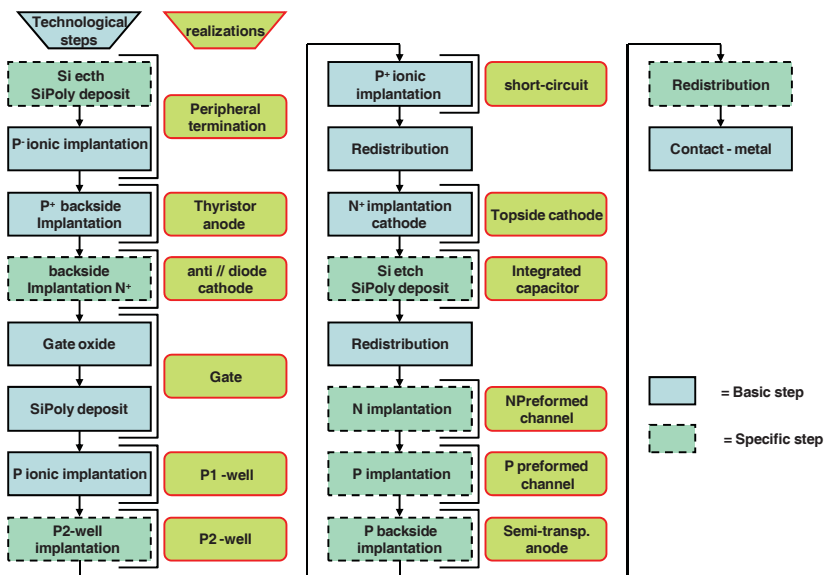 Technological
steps
realizations
Si ecth
SiPoly deposit
Peripheral
termination
P- ionic implantation
P+ backside
Implantation
Thyristor
anode
backside
Implantation N+
anti // diode
cathode
Gate oxide
Gate
SiPoly deposit
P ionic implantation
P1 -well
P2-well
implantation
P2 -well
P+ ionic
implantation
short-circuit
Redistribution
N+ implantation
cathode
Topside cathode
Si etch
SiPoly deposit
Integrated
capacitor
Redistribution
N implantation
NPreformed
channel
P implantation
P preformed
channel
P backside
implantation
Semi-transp.
anode
Redistribution
Contact - metal
= Basic step
= Specific step